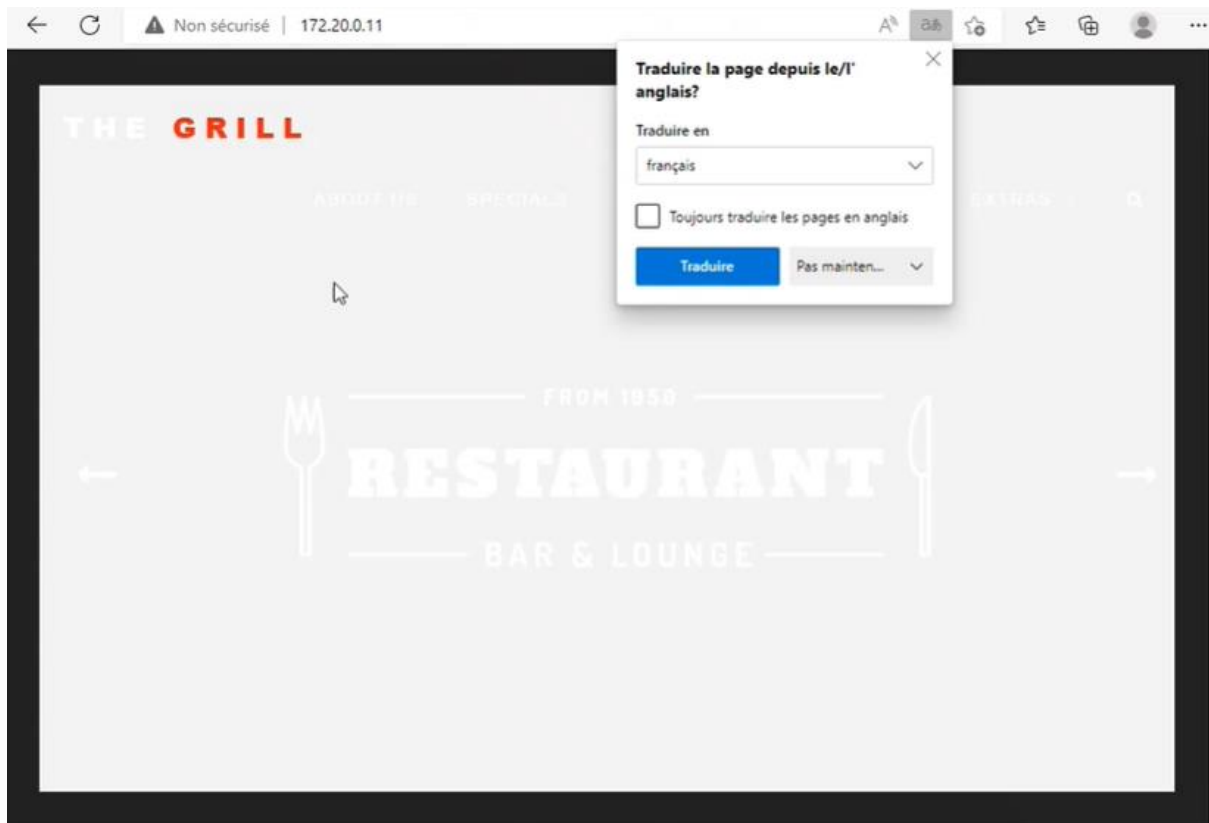 Non sécurisé | 172.20.0.11
Traduire la page depuis le/l'
anglais?
Traduire en
français
Toujours traduire les pages en anglais
Traduire
Pas mainten...
THE GRILL
ABOUT US SPECIALS EXTRAS
FROM 1950
RESTAURANT
BAR & LOUNGE